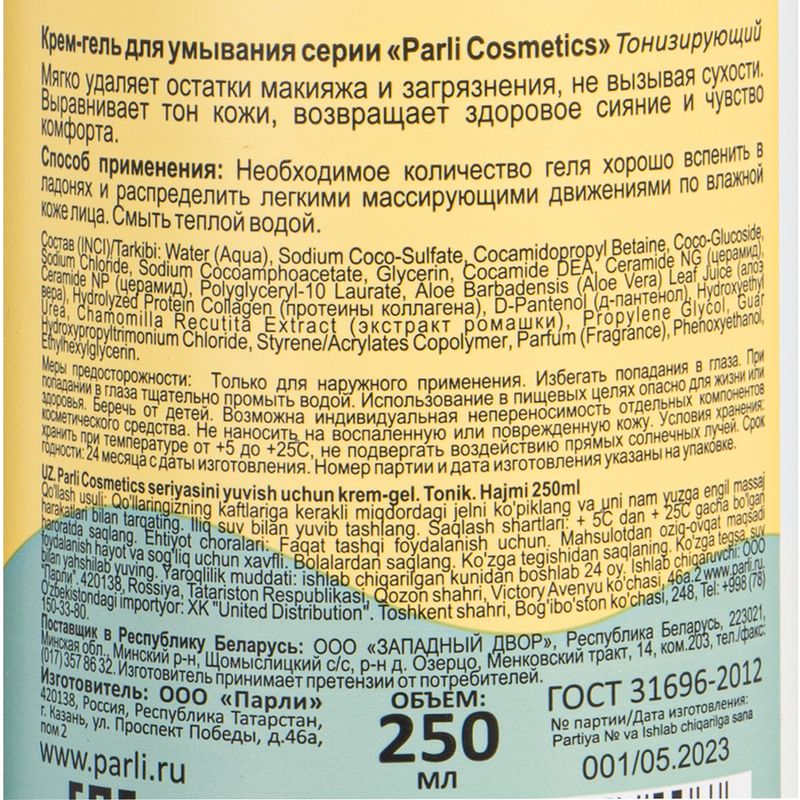 Крем-гель для умывания серии «Parli Cosmetics» Тонизирующий
Мягко удаляет остатки макияжа и загрязнения, не вызывая сухости.
Выравнивает тон кожи, возвращает здоровое сияние и чувство
комфорта.
Способ применения: Необходимое количество геля хорошо вспенить в
ладонях и распределить легкими массирующими движениями по влажной
коже лица. Смыть теплой водой.
Состав (INCI)/Tarkibi: Water (Aqua), Sodium Coco-Sulfate, Cocamidopropyl Betaine, Coco-Glucoside,
Sodium Chloride, Sodium Cocoamphoacetate, Glycerin, Cocamide DEA, Ceramide NG (церамид),
Ceramide NP (церамид), Polyglyceryl-10 Laurate, Aloe Barbadensis (Aloe Vera) Leaf Juice (алоэ
вера), Hydrolyzed Protein Collagen (протеины коллагена), D-Pantenol (д-пантенол), Hydroxyethyl
Urea, Chamomilla Recutita Extract (экстракт ромашки), Propylene Glycol, Guar
Hydroxypropyltrimonium Chloride, Styrene/Acrylates Copolymer, Parfum (Fragrance), Phenoxyethanol,
Ethylhexylglycerin.
Меры предосторожности: Только для наружного применения. Избегать попадания в глаза. При
попадании в глаза тщательно промыть водой. Использование в пищевых целях опасно для жизни или
здоровья. Беречь от детей. Возможна индивидуальная непереносимость отдельных компонентов
косметического средства. Не наносить на воспаленную или поврежденную кожу. Условия хранения:
хранить при температуре от +5 до +25С, не подвергать воздействию прямых солнечных лучей. Срок
годности: 24 месяца с даты изготовления. Номер партии и дата изготовления указаны на упаковке.
UZ. Parli Cosmetics seriyasini yuvish uchun krem-gel. Tonik. Hajmi 250ml
Qo'llash usuli: Qo'llaringizning kaftlariga kerakli miqdordagi jelni ko'piklang va uni nam yuzga engil massaj
harakatlari bilan tarqating. Iliq suv bilan yuvib tashlang. Saqlash shartlari: + 5C dan + 25C gacha bo'lgan
haroratda saqlang. Ehtiyot choralari: Faqat tashqi foydalanish uchun. Mahsulotdan oziq-ovqat maqsadi
foydalanish hayot va sog'liq uchun xavfli. Bolalardan saqlang. Ko'zga tegishidan saqlaning. Ko'zga tegsa, suv
bilan yahshilab yuving. Yaroqlilik muddati: ishlab chiqarilgan kunidan boshlab 24 oy. Ishlab chiqaruvchi: ООО
"Parli". 420138, Rossiya, Tatariston Respublikasi, Qozon shahri, Victory Avenyu ko'chasi, 46a.2 www.parli.ru.
O'zbekistondagi importyor: XK "United Distribution". Toshkent shahri, Bog'ibo'ston ko'chasi, 248, Tel: +998 (78)
150-33-80.
Поставщик в Республику Беларусь: ООО «ЗАПАДНЫЙ ДВОР», Республика Беларусь, 223021,
Минская обл., Минский р-н, Щомыслицкий с/с, р-н д. Озерцо, Менковский тракт, 14, ком.203, тел./факс:
(017) 357 86 32. Изготовитель принимает претензии от потребителей.
Изготовитель: ООО «Парли»
420138, Россия, Республика Татарстан,
г. Казань, ул. Проспект Победы, д.46а,
пом 2
www.parli.ru
ОБЪЕМ:
250
МЛ
ГОСТ 31696-2012
№ партии/Дата изготовления:
Partiya № va Ishlab chiqarilga sana
001/05.2023